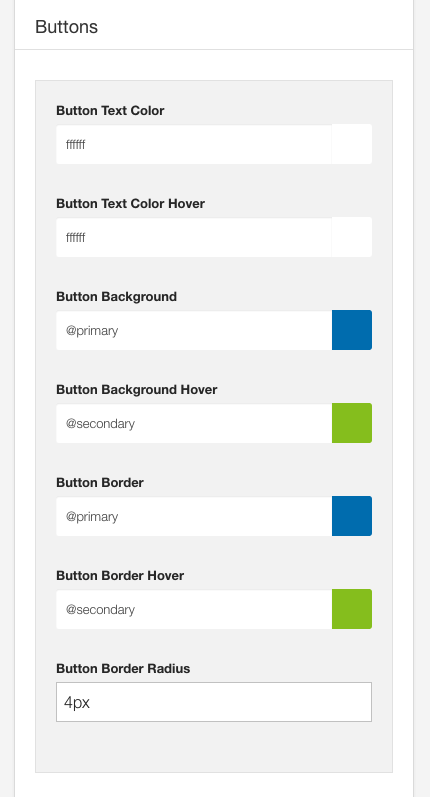 Buttons
Button Text Color
ffffff
Button Text Color Hover
ffffff
Button Background
@primary
Button Background Hover
@secondary
Button Border
@primary
Button Border Hover
@secondary
Button Border Radius
4px